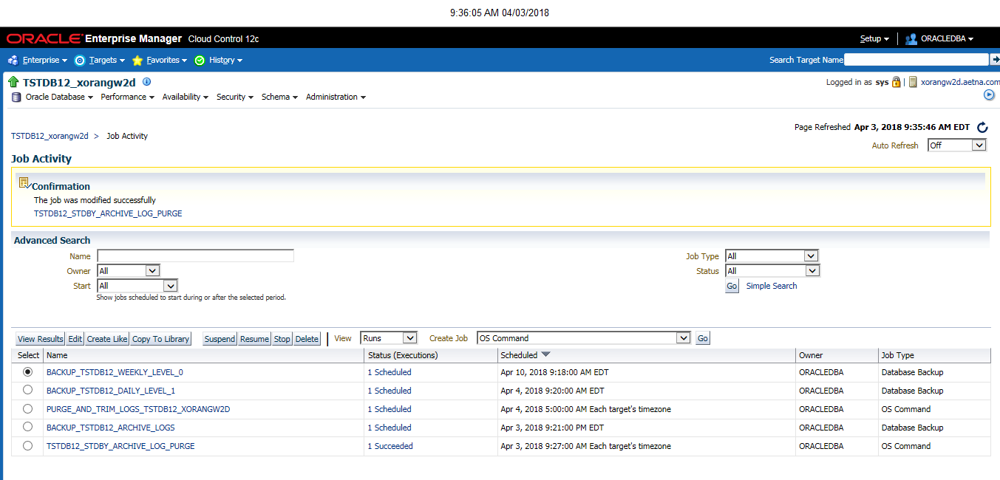 9:36:05 AM 04/03/2018
ORACLE Enterprise Manager Cloud Control 12c
Setup ORACLEDBA
Enterprise Targets Favorites History Search Target Name
TSTDB12_xorangw2d Logged in as sys xorangw2d.aetna.com
Oracle Database Performance Availability Security Schema Administration
Page Refreshed Apr 3, 2018 9:35:46 AM EDT
TSTDB12_xorangw2d > Job Activity
Auto Refresh Off
Job Activity
Confirmation
The job was modified successfully
TSTDB12_STDBY_ARCHIVE_LOG_PURGE
Advanced Search
Name Job Type All
Owner All Status All
Start All Go Simple Search
Show jobs scheduled to start during or after the selected period.
View Results Edit Create Like Copy To Library Suspend Resume Stop Delete View Runs Create Job OS Command Go
Select Name Status (Executions) Scheduled Owner Job Type
BACKUP_TSTDB12_WEEKLY_LEVEL_0 1 Scheduled Apr 10, 2018 9:18:00 AM EDT ORACLEDBA Database Backup
BACKUP_TSTDB12_DAILY_LEVEL_1 1 Scheduled Apr 4, 2018 9:20:00 AM EDT ORACLEDBA Database Backup
PURGE_AND_TRIM_LOGS_TSTDB12_XORANGW2D 1 Scheduled Apr 4, 2018 5:00:00 AM Each target's timezone ORACLEDBA OS Command
BACKUP_TSTDB12_ARCHIVE_LOGS 1 Scheduled Apr 3, 2018 9:21:00 PM EDT ORACLEDBA Database Backup
TSTDB12_STDBY_ARCHIVE_LOG_PURGE 1 Succeeded Apr 3, 2018 9:27:00 AM Each target's timezone ORACLEDBA OS Command